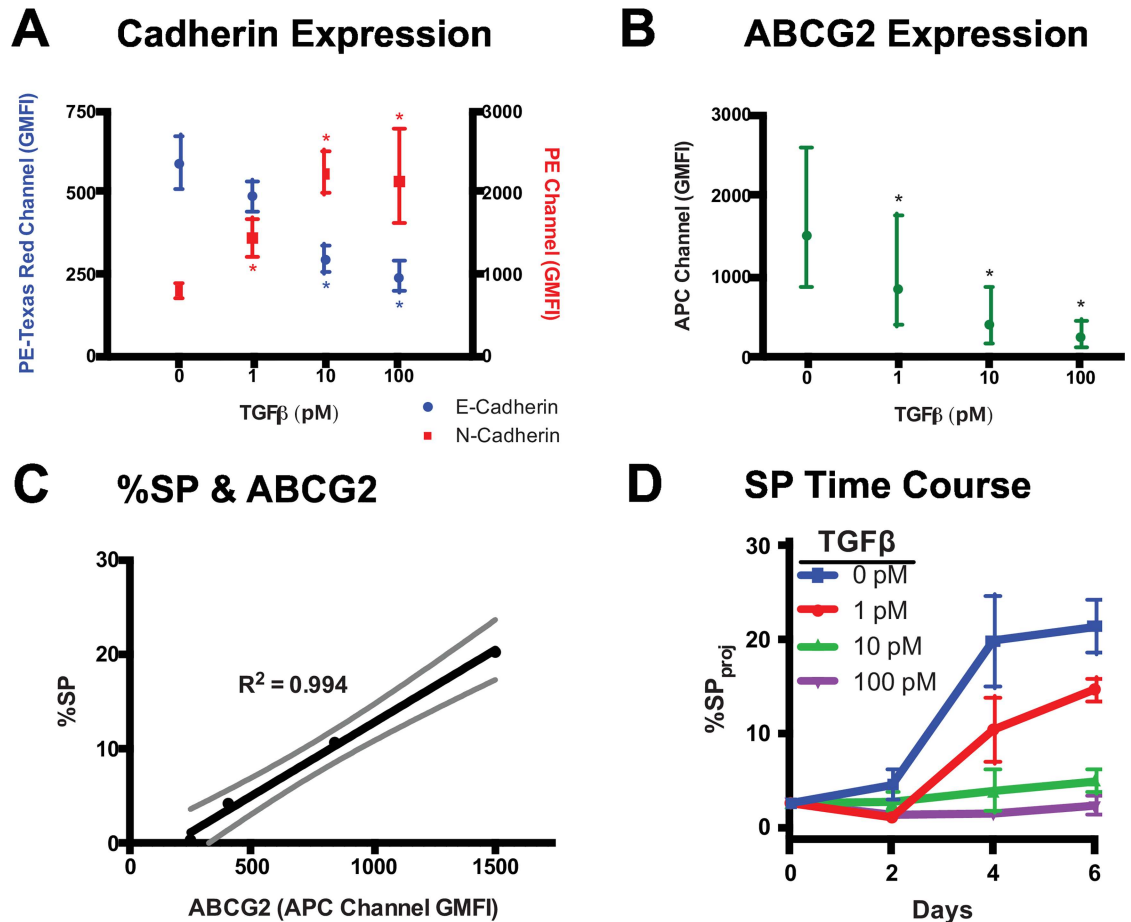 A
Cadherin Expression
PE-Texas Red Channel (GMFI)
750
500
250
0
3000
2000
1000
0
PE Channel (GMFI)
*
*
*
*
*
0
1
10
100
TGFβ (pM)
E-Cadherin
N-Cadherin
B
ABCG2 Expression
APC Channel (GMFI)
3000
2000
1000
0
*
*
*
0
1
10
100
TGFβ (pM)
C
%SP & ABCG2
%SP
30
20
10
0
R² = 0.994
0
500
1000
1500
ABCG2 (APC Channel GMFI)
D
SP Time Course
%SPproj
30
20
10
0
TGFβ
0 pM
1 pM
10 pM
100 pM
0
2
4
6
Days